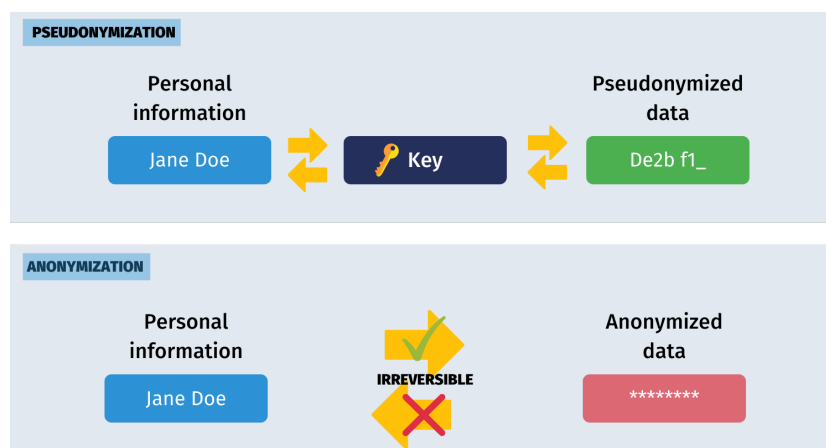 PSEUDONYMIZATION
Personal
information
Pseudonymized
data
Jane Doe
Key
De2b f1_
ANONYMIZATION
Personal
information
Anonymized
data
IRREVERSIBLE
Jane Doe
********